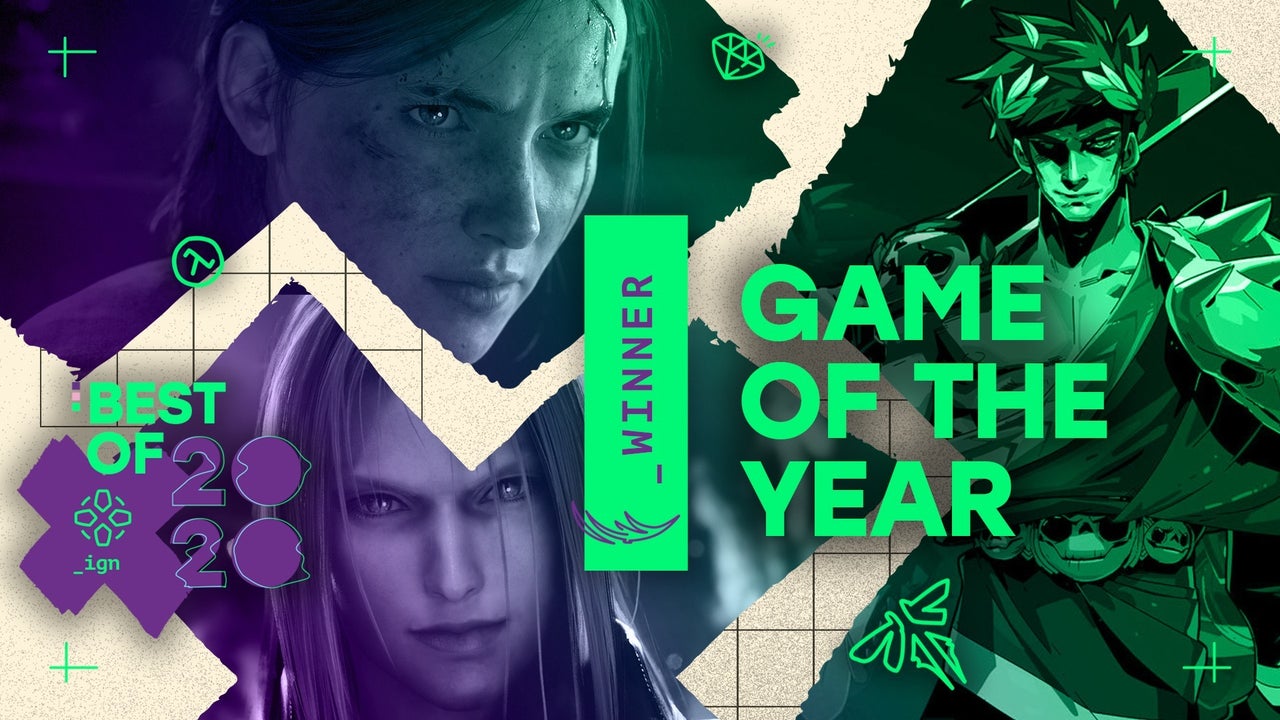 BEST
OF 20
20
_ign
_WINNER
GAME
OF THE
YEAR